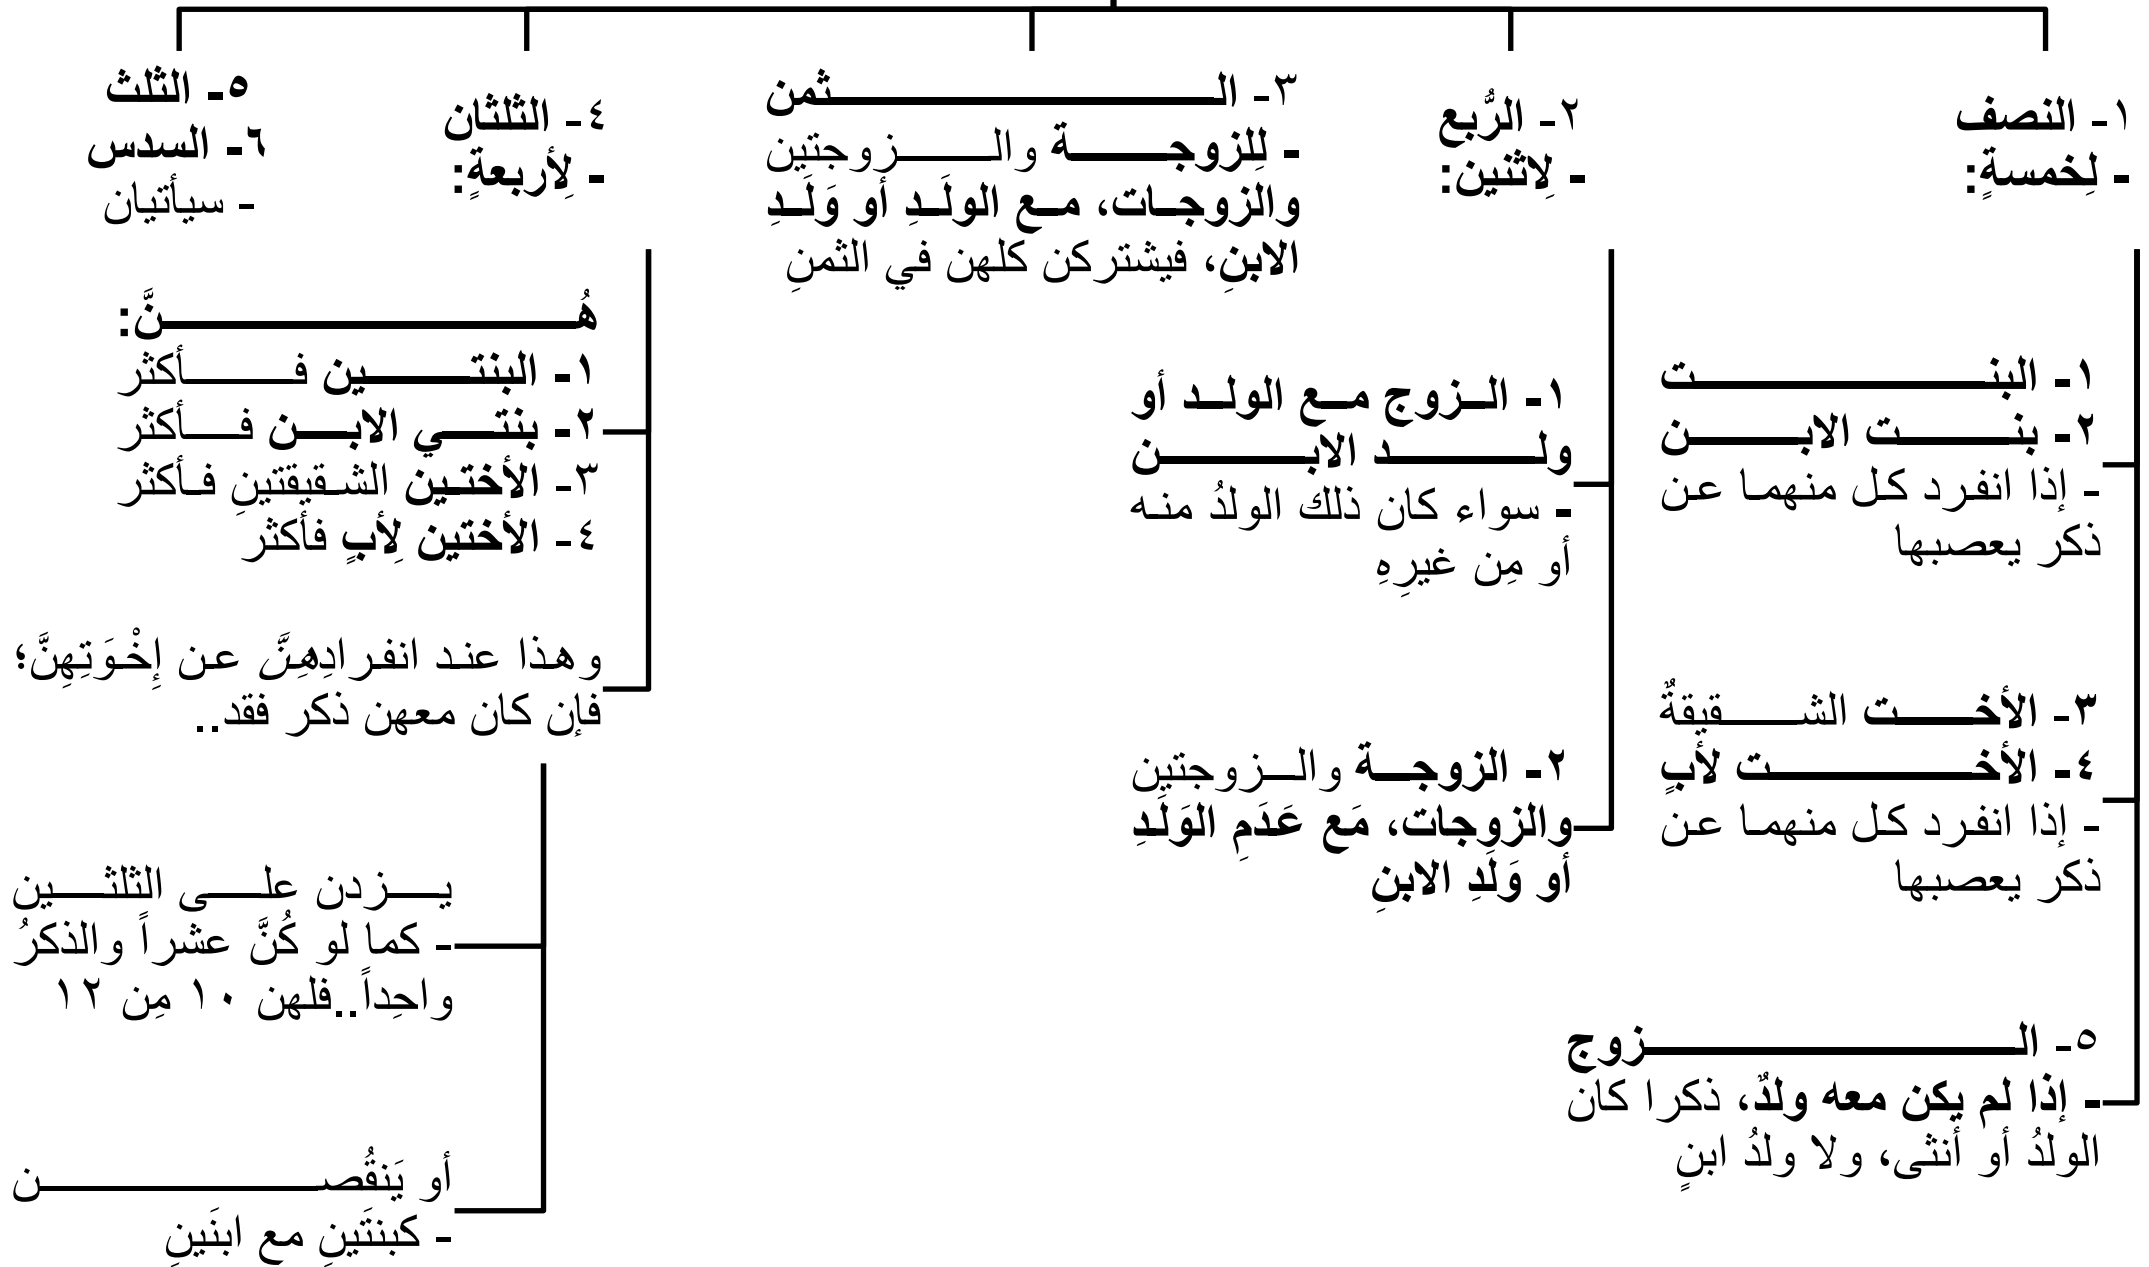 ١- النصف
- لِخمسةٍ:
١- البنت
٢- بنت الابن
- إذا انفرد كل منهما عن
ذكر يعصبها
٣- الأخت الشقيقةٌ
٤- الأخت لأبٍ
- إذا انفرد كل منهما عن
ذكر يعصبها
٥- الزوج
- إذا لم يكن معه ولدٌ، ذكرا كان
الولدُ أو أنثى، ولا ولدُ ابنٍ
٢- الرُّبع
- لِاثنين:
١- الزوج مع الولد أو
ولد الابن
- سواء كان ذلك الولدُ منه
أو مِن غيرِهِ
٢- الزوجة والزوجتين
والزوجات، مَع عَدَمِ الوَلَدِ
أو وَلَدِ الابنِ
٣- الثمن
- لِلزوجة والزوجتين
والزوجات، مع الولَدِ أو وَلَدِ
الابنِ، فيشتركن كلهن في الثمنِ
٤- الثلثان
- لِأربعةٍ:
هُنَّ:
١- البنتين فأكثر
٢- بنتي الابن فأكثر
٣- الأختين الشقيقتينِ فأكثر
٤- الأختين لِأبٍ فأكثر
وهذا عند انفرادِهِنَّ عن إِخْوَتِهِنَّ؛
فإن كان معهن ذكر فقد..
يزدن على الثلثين
- كما لو كُنَّ عشراً والذكرُ
واحِداً..فلهن ١٠ مِن ١٢
أو يَنقُصن
- كبنتَينِ مع ابنَينِ
٥- الثلث
٦- السدس
- سيأتيان